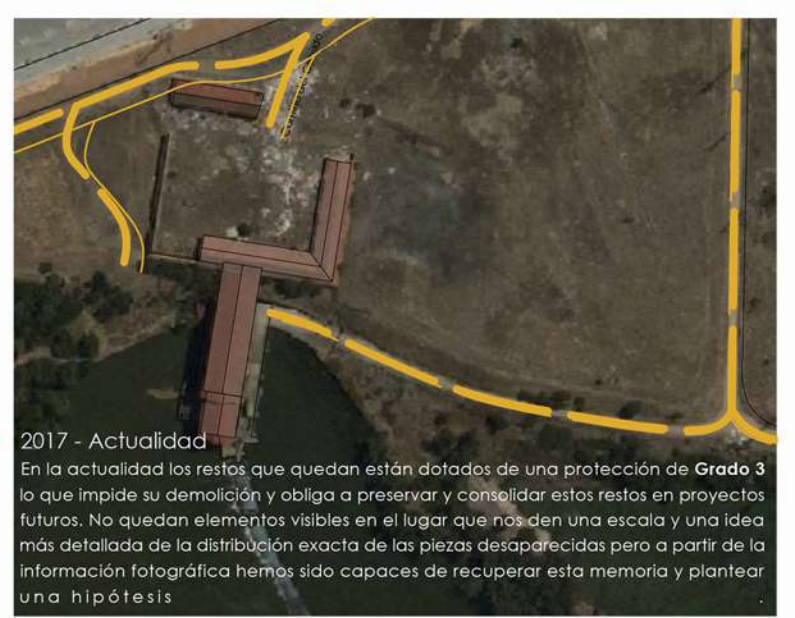 2017 - Actualidad
En la actualidad los restos que quedan están dotados de una protección de Grado 3
lo que impide su demolición y obliga a preservar y consolidar estos restos en proyectos
futuros. No quedan elementos visibles en el lugar que nos den una escala y una idea
más detallada de la distribución exacta de las piezas desaparecidas pero a partir de la
información fotográfica hemos sido capaces de recuperar esta memoria y plantear
una hipótesis .